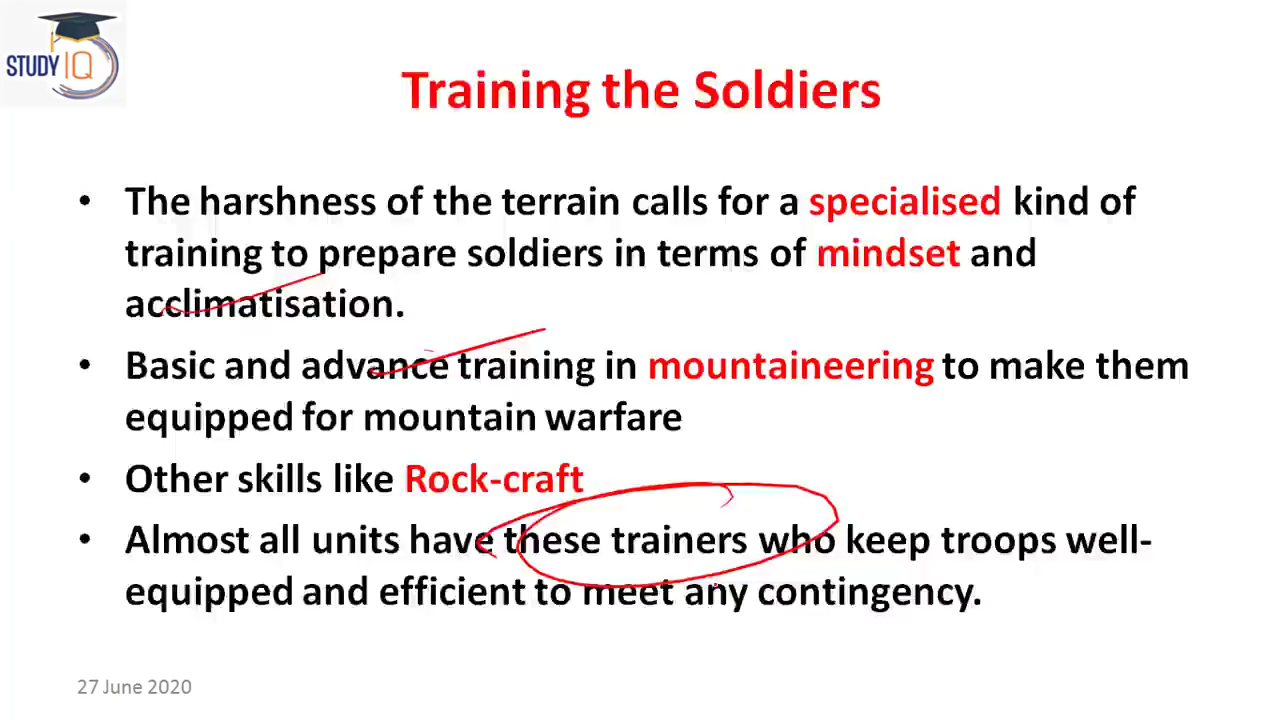 STUDY IQ
Training the Soldiers
• The harshness of the terrain calls for a specialised kind of
training to prepare soldiers in terms of mindset and
acclimatisation.
• Basic and advance training in mountaineering to make them
equipped for mountain warfare
• Other skills like Rock-craft
• Almost all units have these trainers who keep troops well-
equipped and efficient to meet any contingency.
27 June 2020